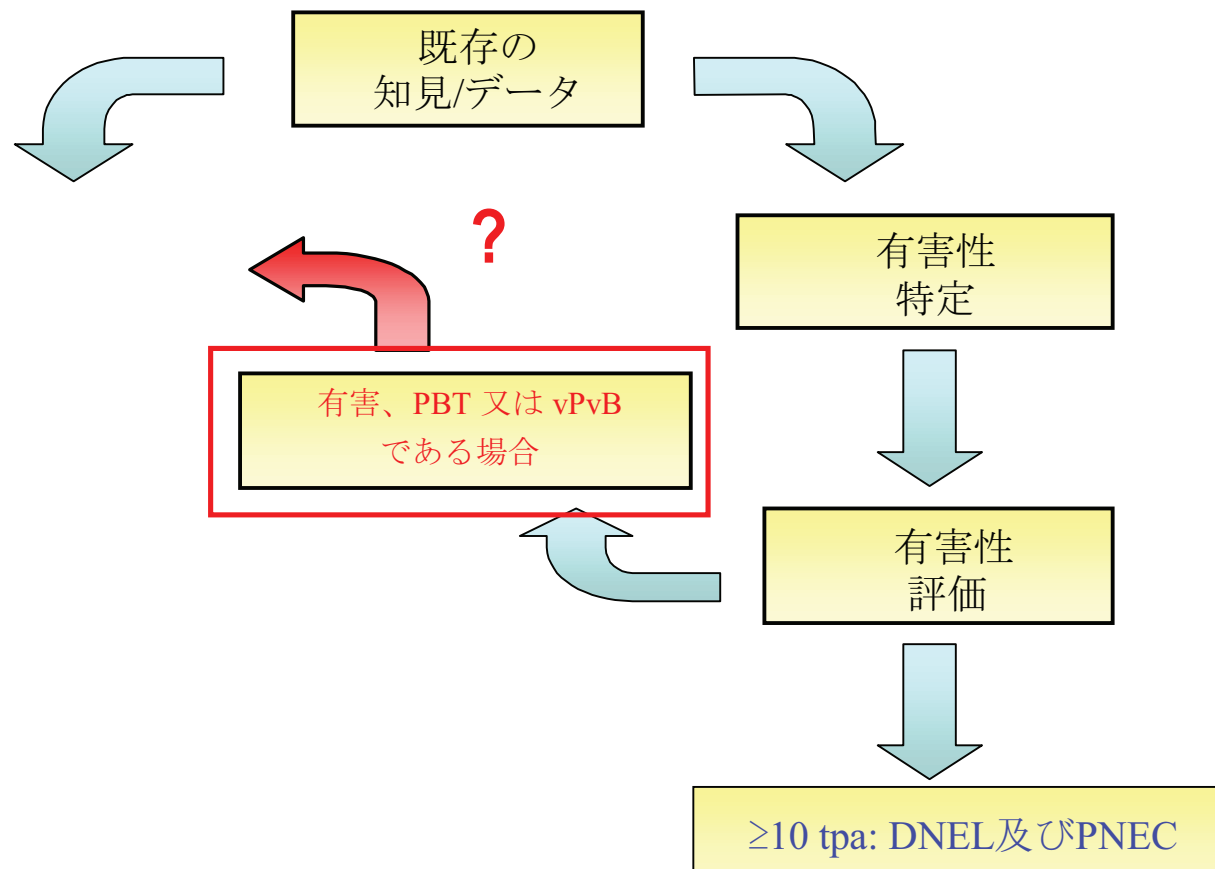 既存の
知見/データ
?
有害性
特定
有害、PBT 又は vPvB
である場合
有害性
評価
≥10 tpa: DNEL及びPNEC